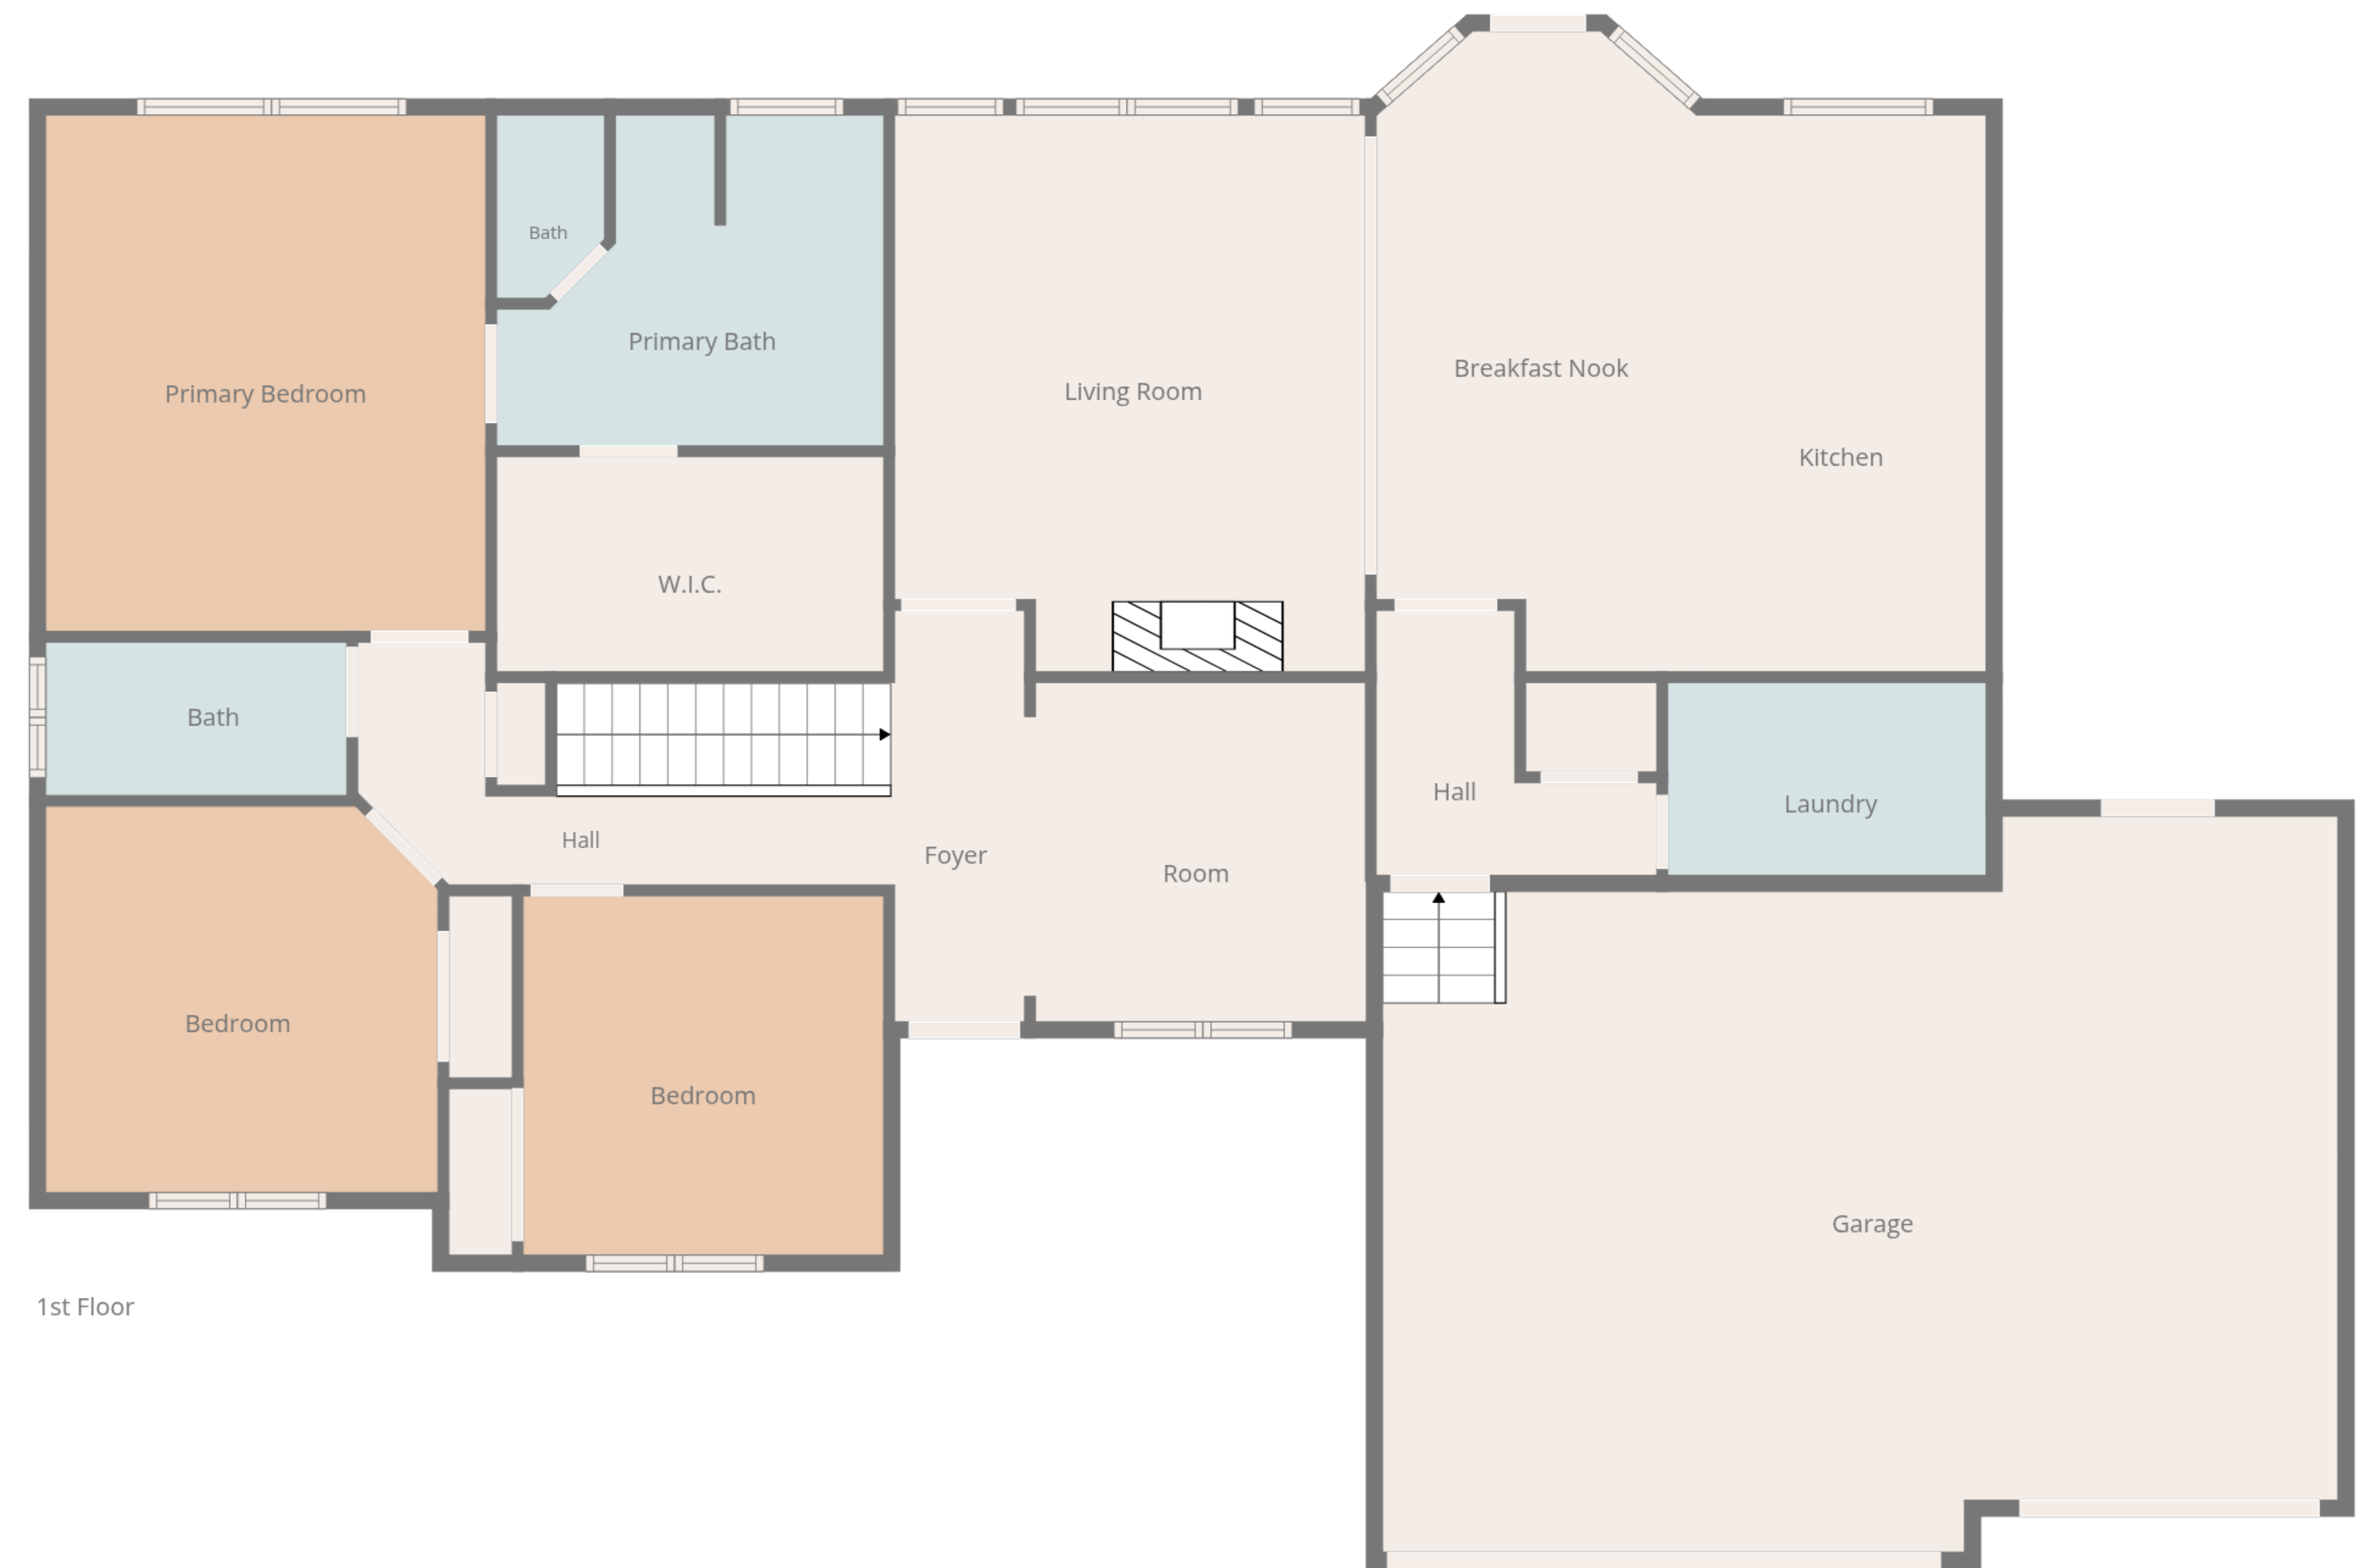 Bath
Primary Bath
Breakfast Nook
Living Room
Primary Bedroom
Kitchen
W.I.C.
Bath
Hall
Laundry
Hall
Foyer
Room
Bedroom
Bedroom
Garage
1st Floor